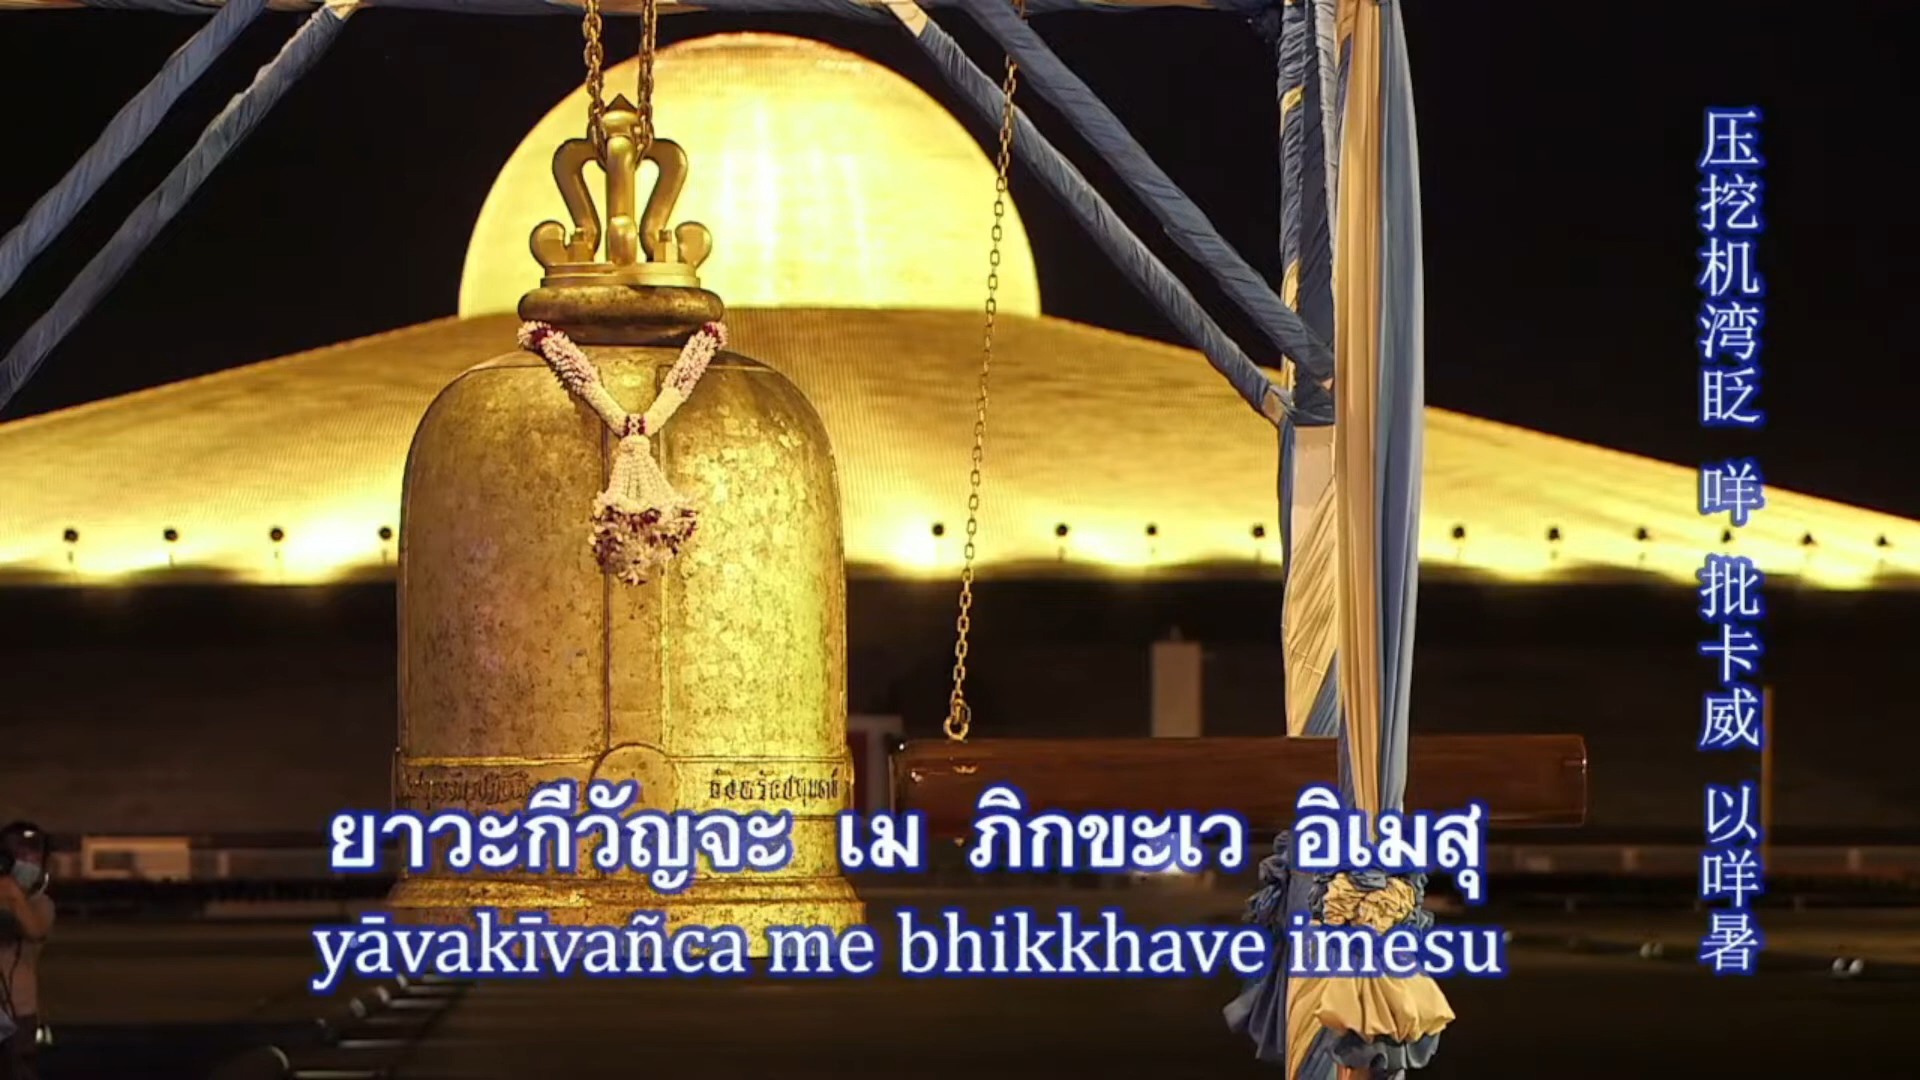 ยาวะกีวัญจะ เม ภิกขะเว อิเมสุ
yāvakīvañca me bhikkhave imesu
压挖机湾眨 咩 批卡威 以咩暑